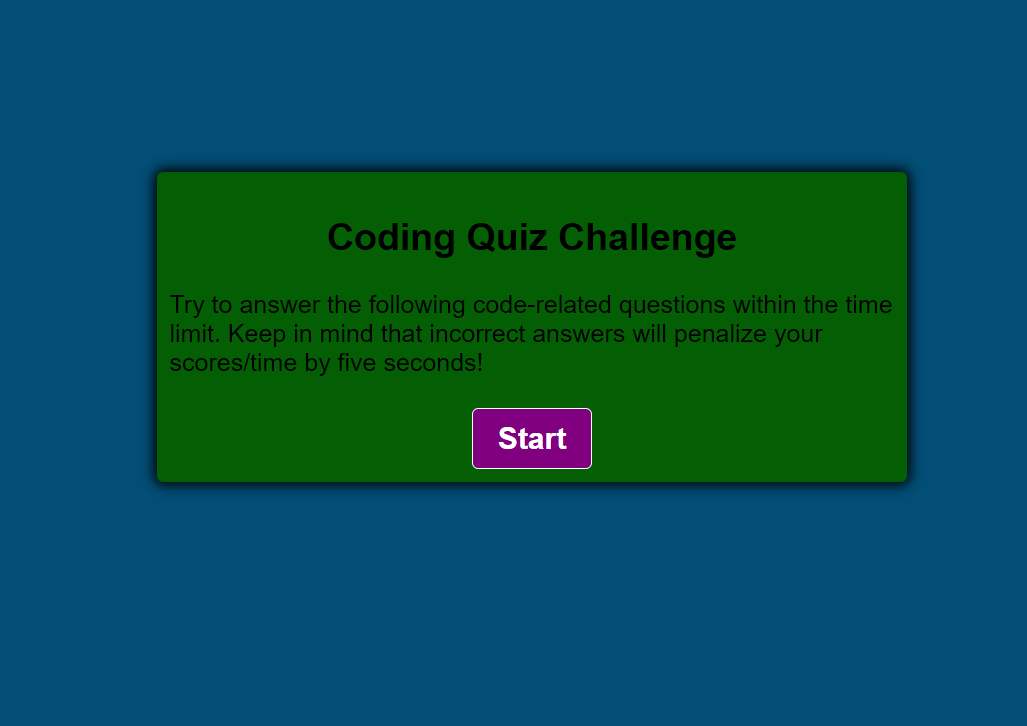 Coding Quiz Challenge
Try to answer the following code-related questions within the time
limit. Keep in mind that incorrect answers will penalize your
scores/time by five seconds!
Start